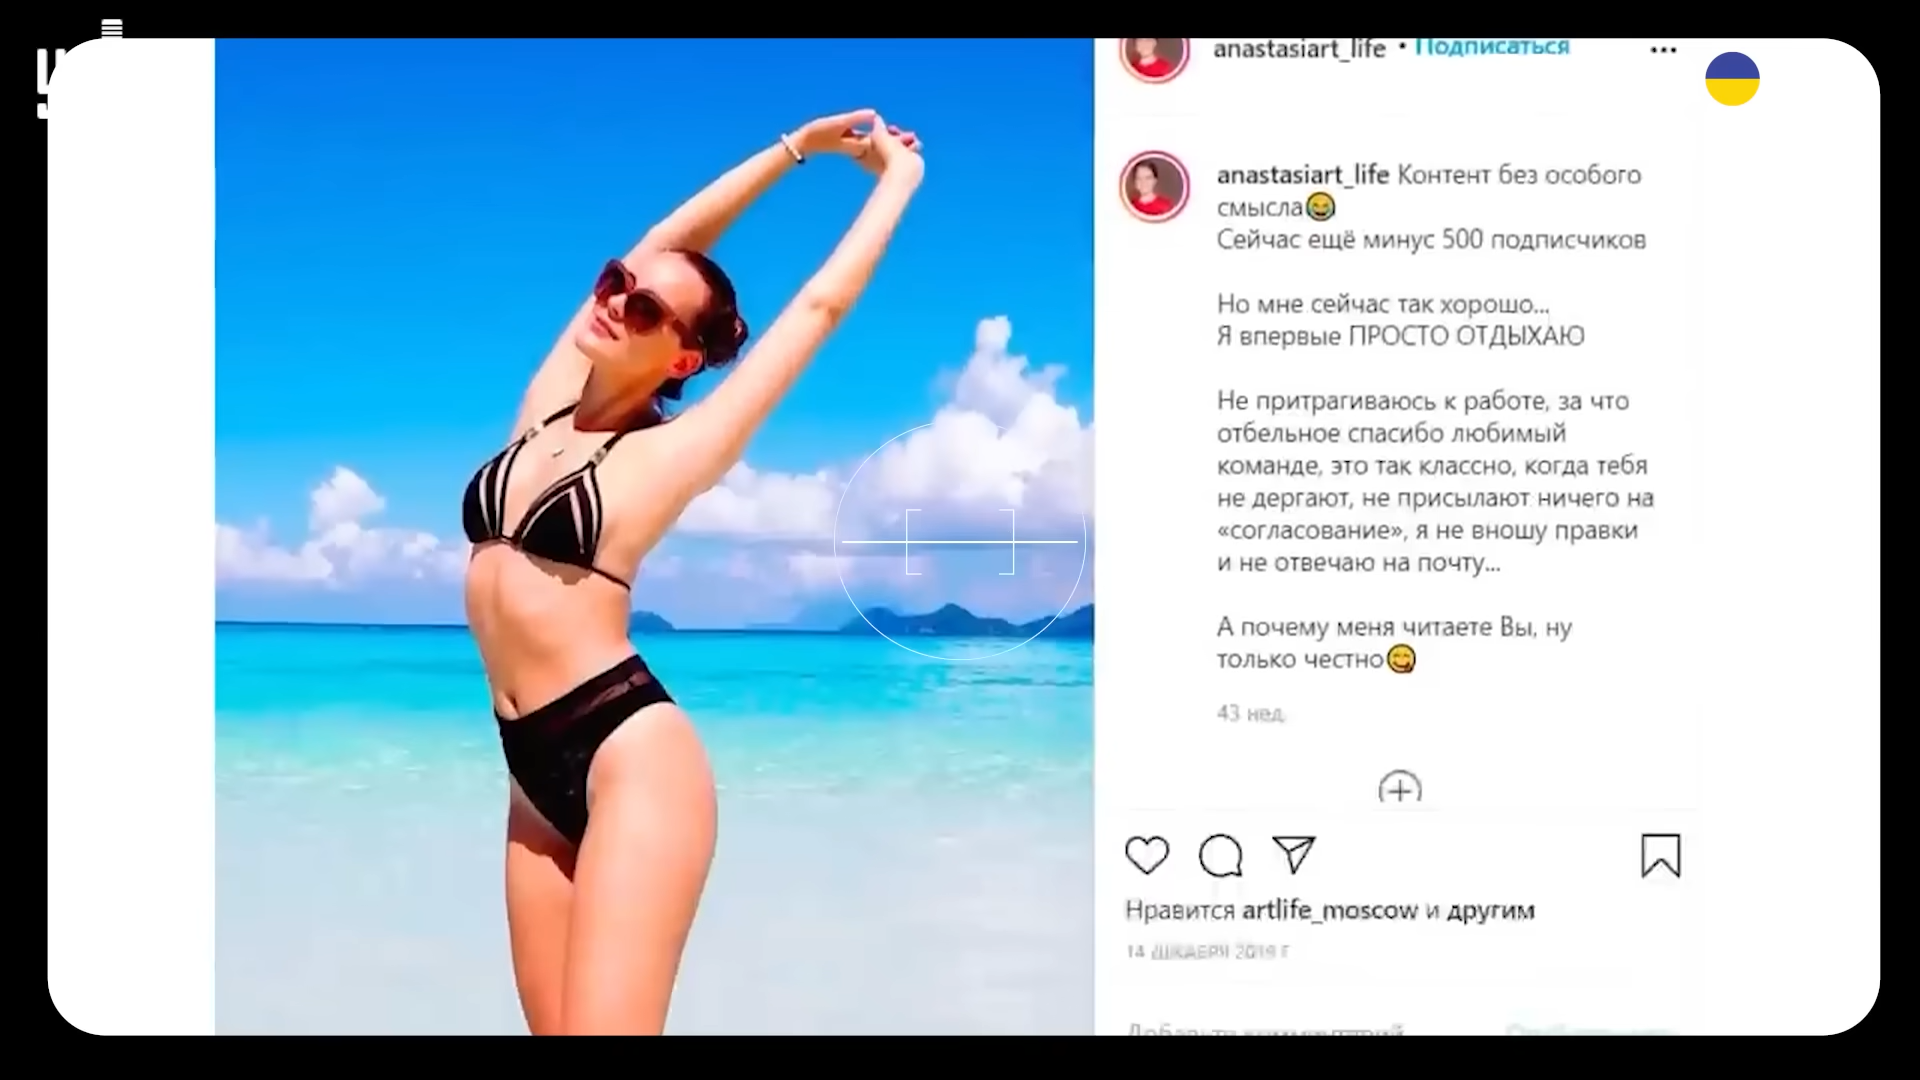 anastasiart_life • Подписаться
anastasiart_life Контент без особого
смысла😂
Сейчас ещё минус 500 подписчиков
Но мне сейчас так хорошо...
Я впервые ПРОСТО ОТДЫХАЮ
Не притрагиваюсь к работе, за что
отбельное спасибо любимый
команде, это так классно, когда тебя
не дергают, не присылают ничего на
«согласование», я не вношу правки
и не отвечаю на почту...
А почему меня читаете Вы, ну
только честно😋
43 нед.
Нравится artlife_moscow и другим
14 ДЕКАБРЯ 2019 Г.